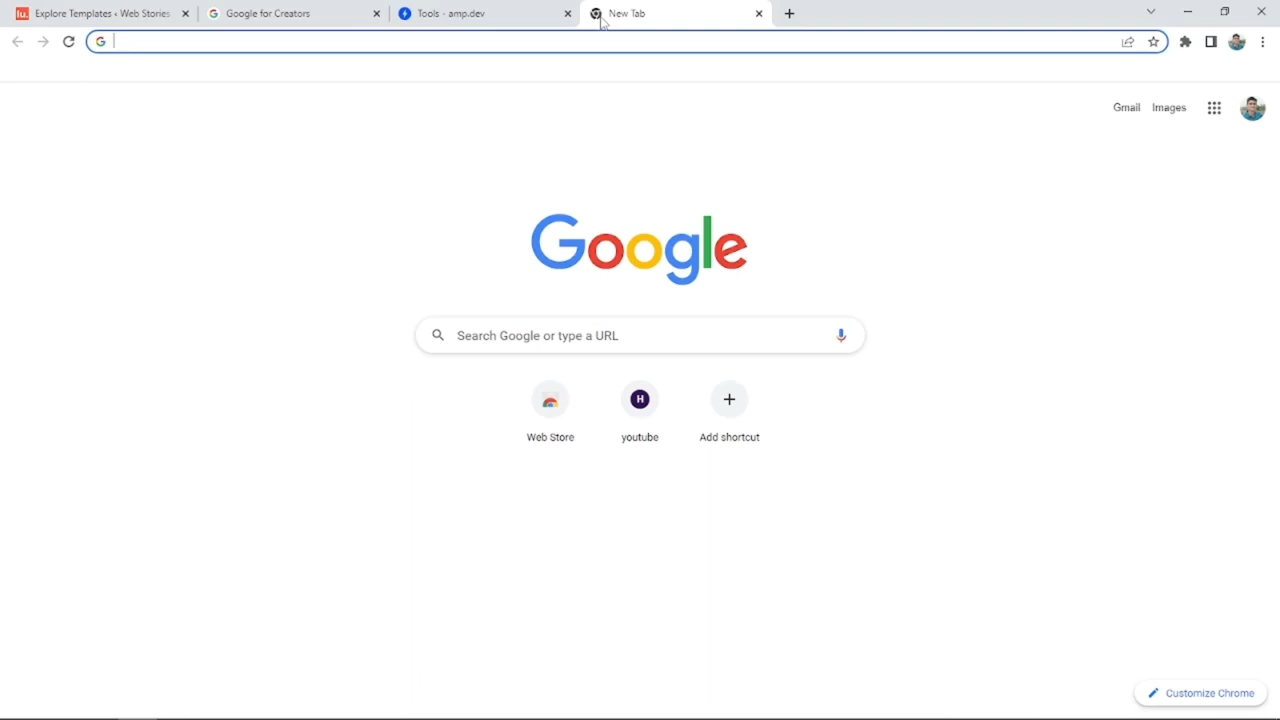 lu. Explore Templates ‹ Web Stories
Google for Creators
Tools - amp.dev
New Tab
Gmail Images
Google
Search Google or type a URL
H
Web Store youtube Add shortcut
Customize Chrome